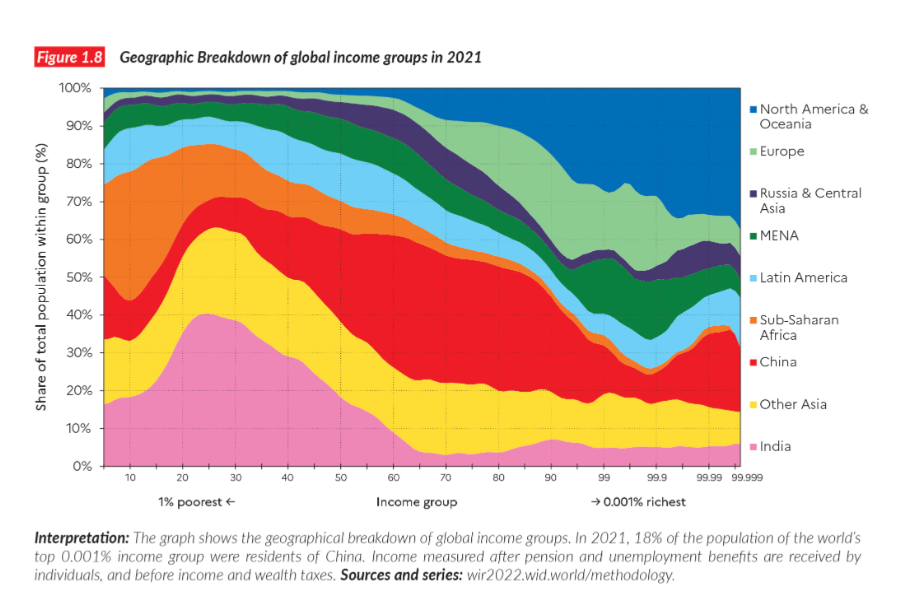 Figure 1.8 Geographic Breakdown of global income groups in 2021
Share of total population within group (%)
100%
90%
80%
70%
60%
50%
40%
30%
20%
10%
0%
10 20 30 40 50 60 70 80 90 99 99.9 99.99 99.999
1% poorest ← Income group → 0.001% richest
North America &
Oceania
Europe
Russia & Central
Asia
MENA
Latin America
Sub-Saharan
Africa
China
Other Asia
India
Interpretation: The graph shows the geographical breakdown of global income groups. In 2021, 18% of the population of the world's
top 0.001% income group were residents of China. Income measured after pension and unemployment benefits are received by
individuals, and before income and wealth taxes. Sources and series: wir2022.wid.world/methodology.